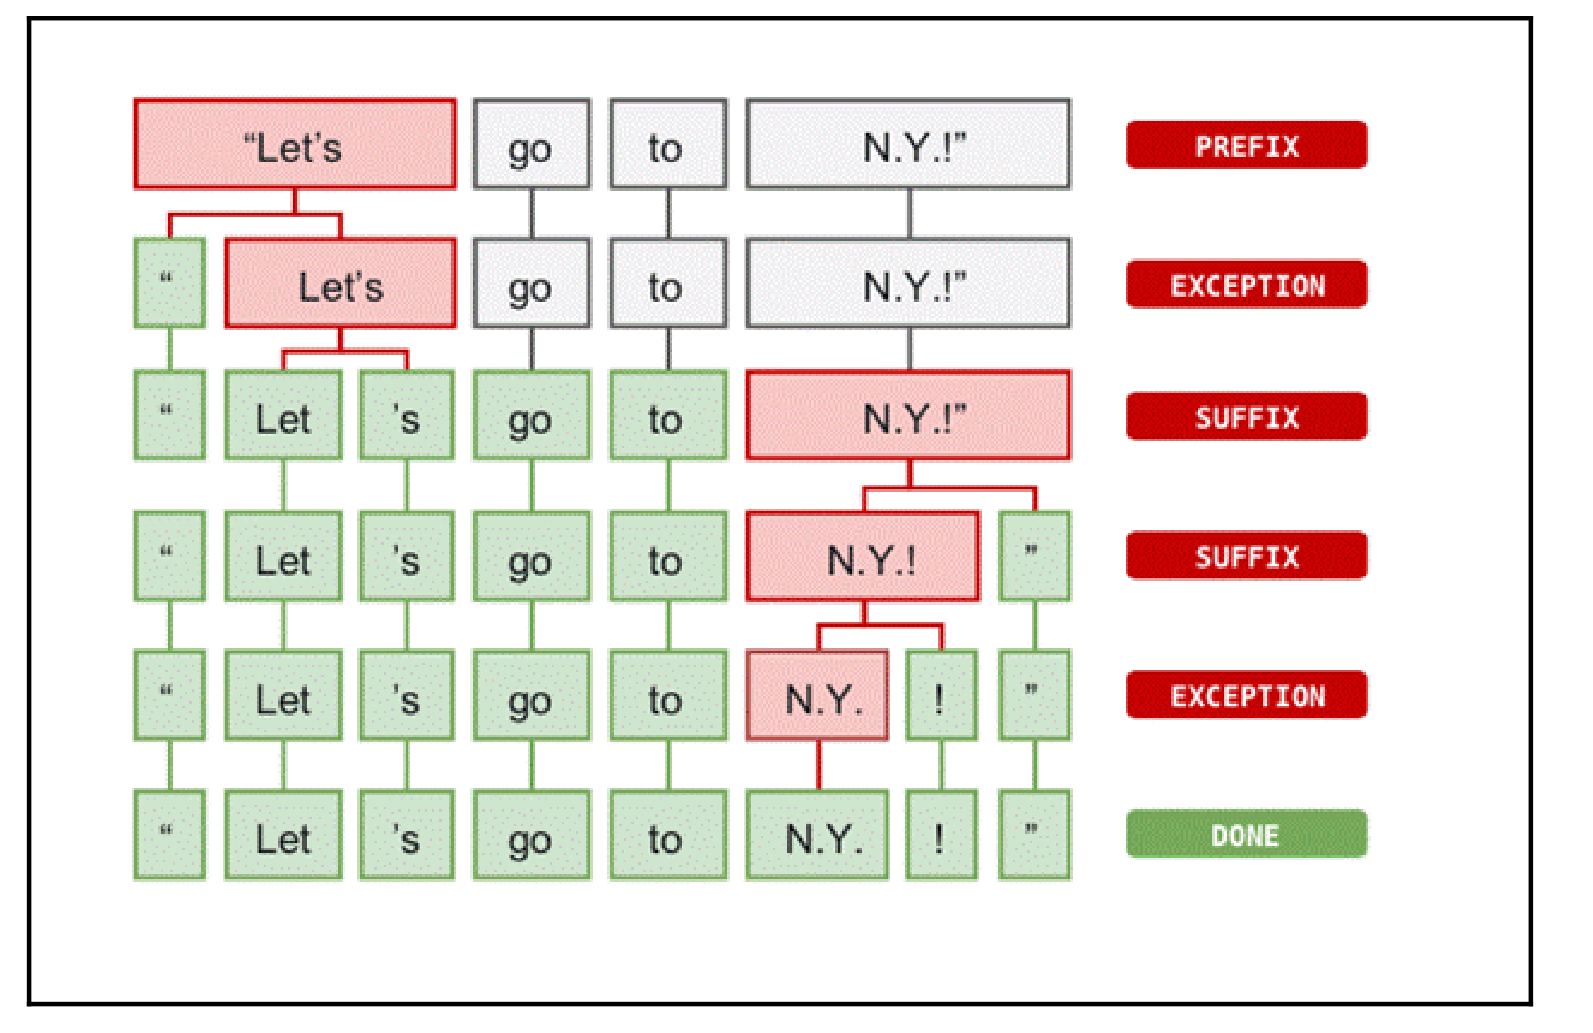 “Let’s go to N.Y.!” PREFIX
“ Let’s go to N.Y.!” EXCEPTION
“ Let ’s go to N.Y.!” SUFFIX
“ Let ’s go to N.Y.! ” SUFFIX
“ Let ’s go to N.Y. ! ” EXCEPTION
“ Let ’s go to N.Y. ! ” DONE